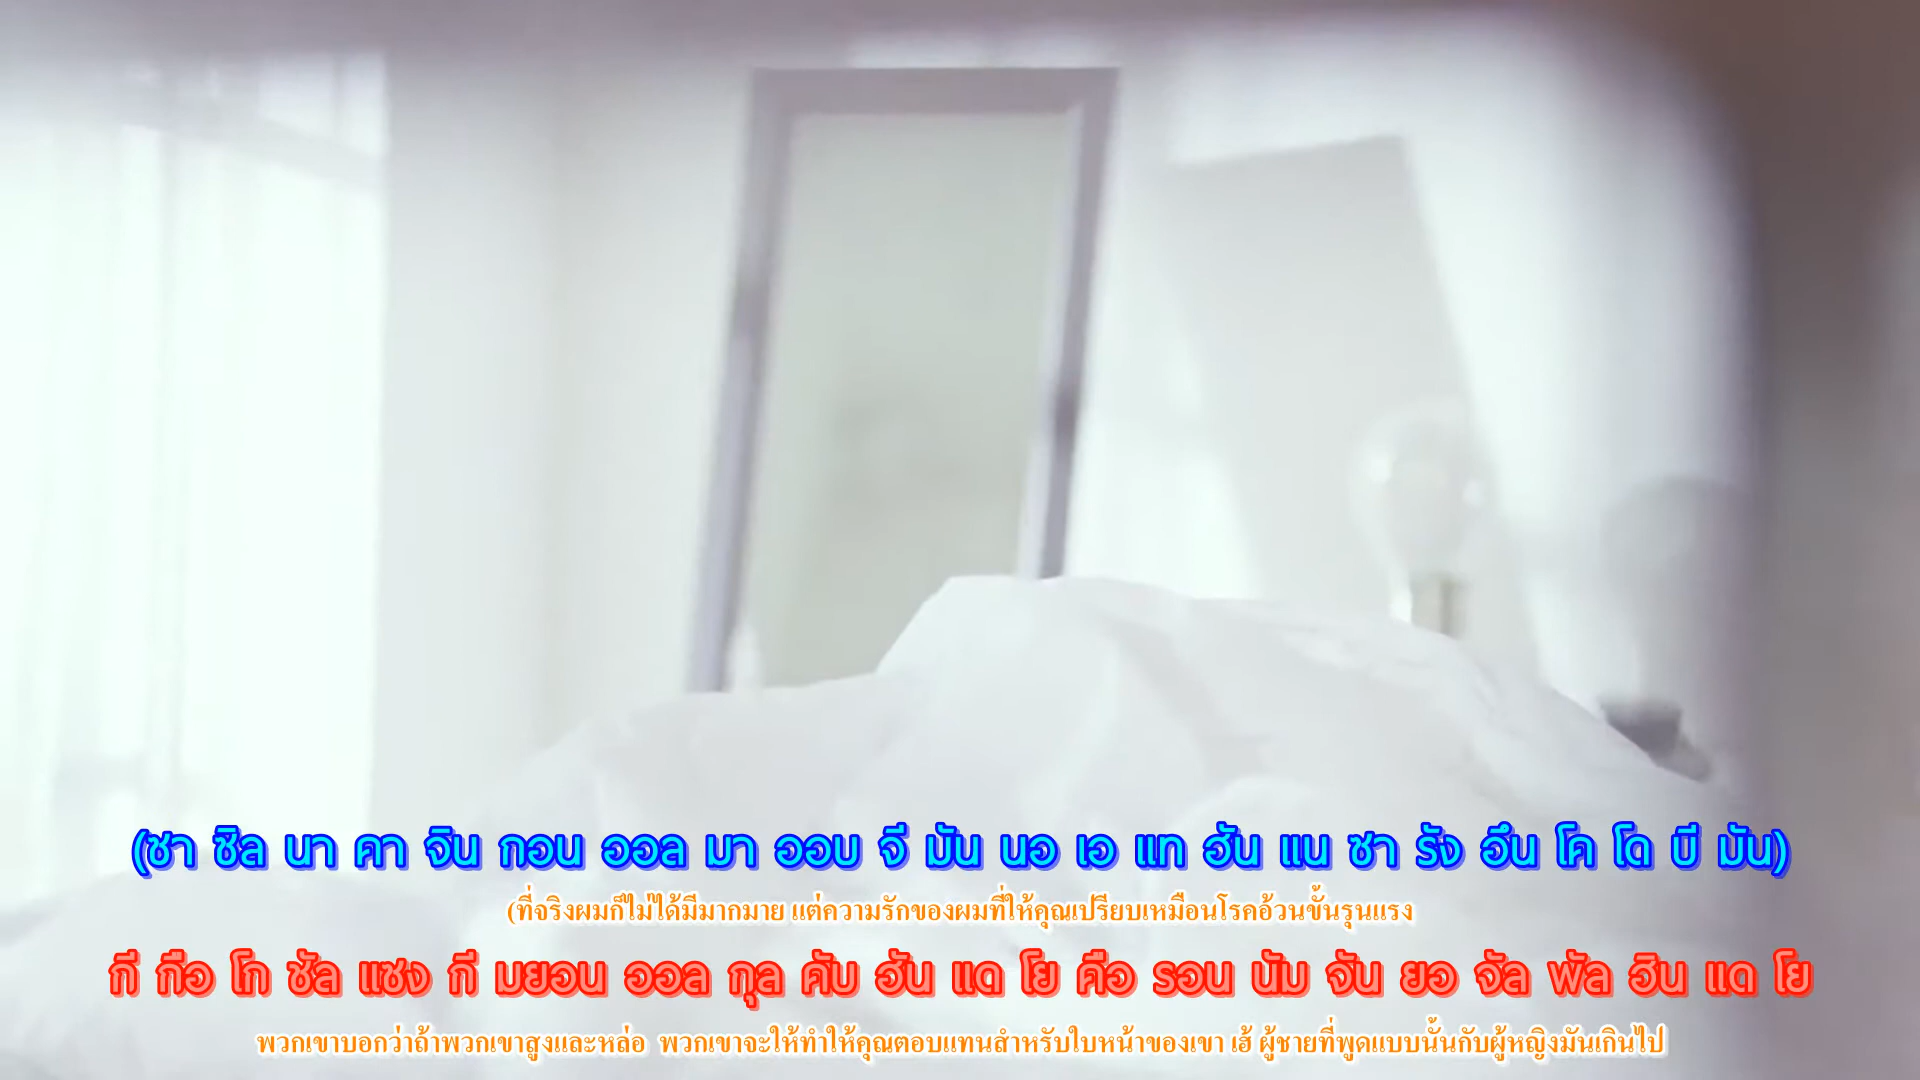 (ชา ชิล นา คา จิน กอน ออล มา ออบ จี มัน นอ เอ แท ฮัน แน ซา รัง อึน โค โด บี มัน)
(ที่จริงผมก็ไม่ได้มีมากมาย แต่ความรักของผมที่ให้คุณเปรียบเหมือนโรคอ้วนขั้นรุนแรง
กี กือ โก ชัล แซง กี มยอน ออล กุล คับ ฮัน แด โย คือ รอน นัม จัน ยอ จัล พัล ฮิน แด โย
พวกเขาบอกว่าถ้าพวกเขาสูงและหล่อ พวกเขาจะให้ทำให้คุณตอบแทนสำหรับใบหน้าของเขา เฮ้ ผู้ชายที่พูดแบบนั้นกับผู้หญิงมันเกินไป